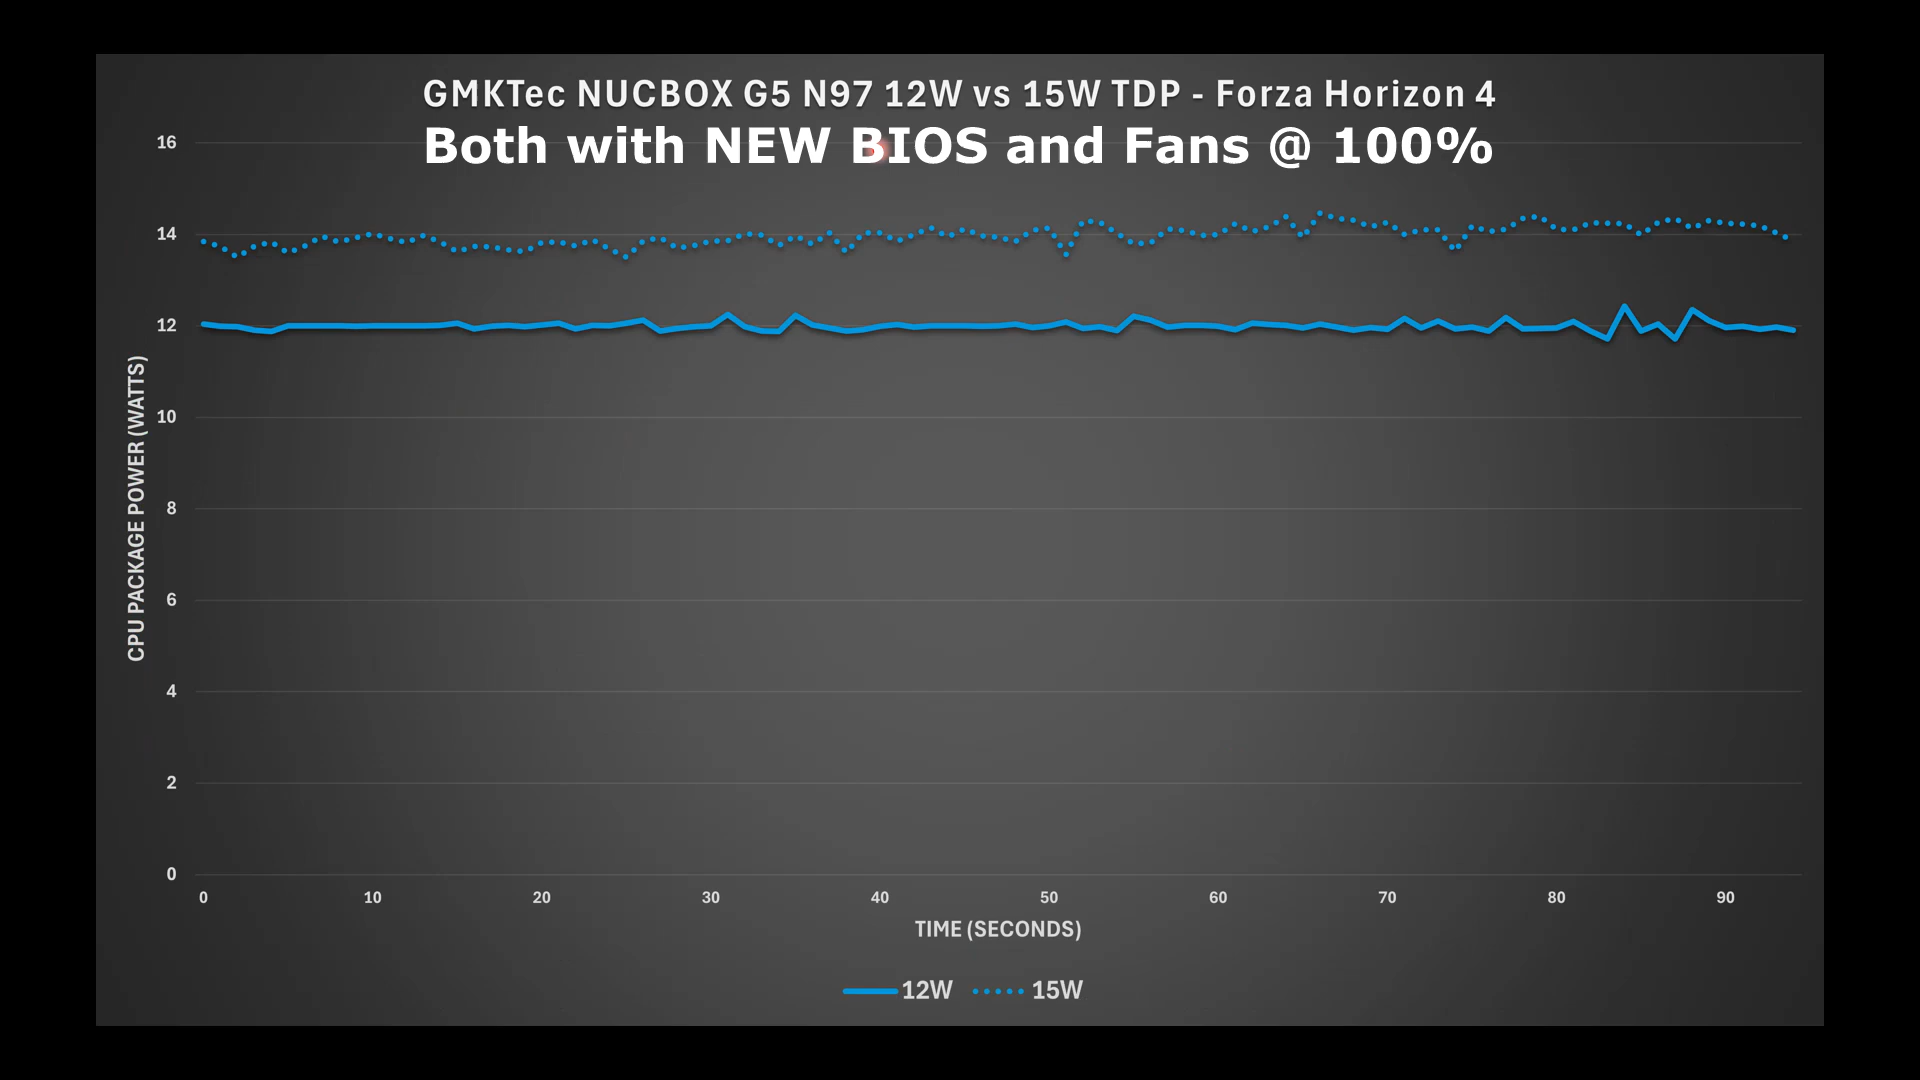 GMKTec NUCBOX G5 N97 12W vs 15W TDP - Forza Horizon 4
Both with NEW BIOS and Fans @ 100%
16
14
12
10
8
6
4
2
0
CPU PACKAGE POWER (WATTS)
0 10 20 30 40 50 60 70 80 90
TIME (SECONDS)
12W 15W